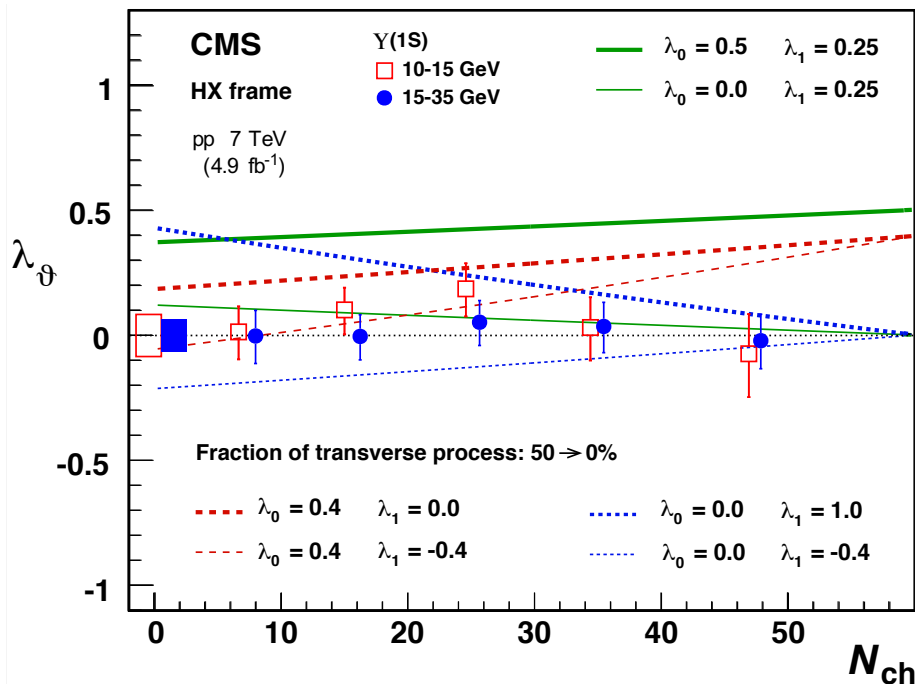 CMS
HX frame
pp 7 TeV
(4.9 fb⁻¹)
ϒ(1S)
10-15 GeV
15-35 GeV
λ₀ = 0.5 λ₁ = 0.25
λ₀ = 0.0 λ₁ = 0.25
1
0.5
0
-0.5
-1
λ_ϑ
Fraction of transverse process: 50 → 0%
λ₀ = 0.4 λ₁ = 0.0
λ₀ = 0.4 λ₁ = -0.4
λ₀ = 0.0 λ₁ = 1.0
λ₀ = 0.0 λ₁ = -0.4
0 10 20 30 40 50
N_ch